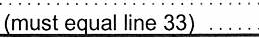 . . . . . . . . . . . . . . . . . . . . . . . .
(must equal line 33) . . . . . .